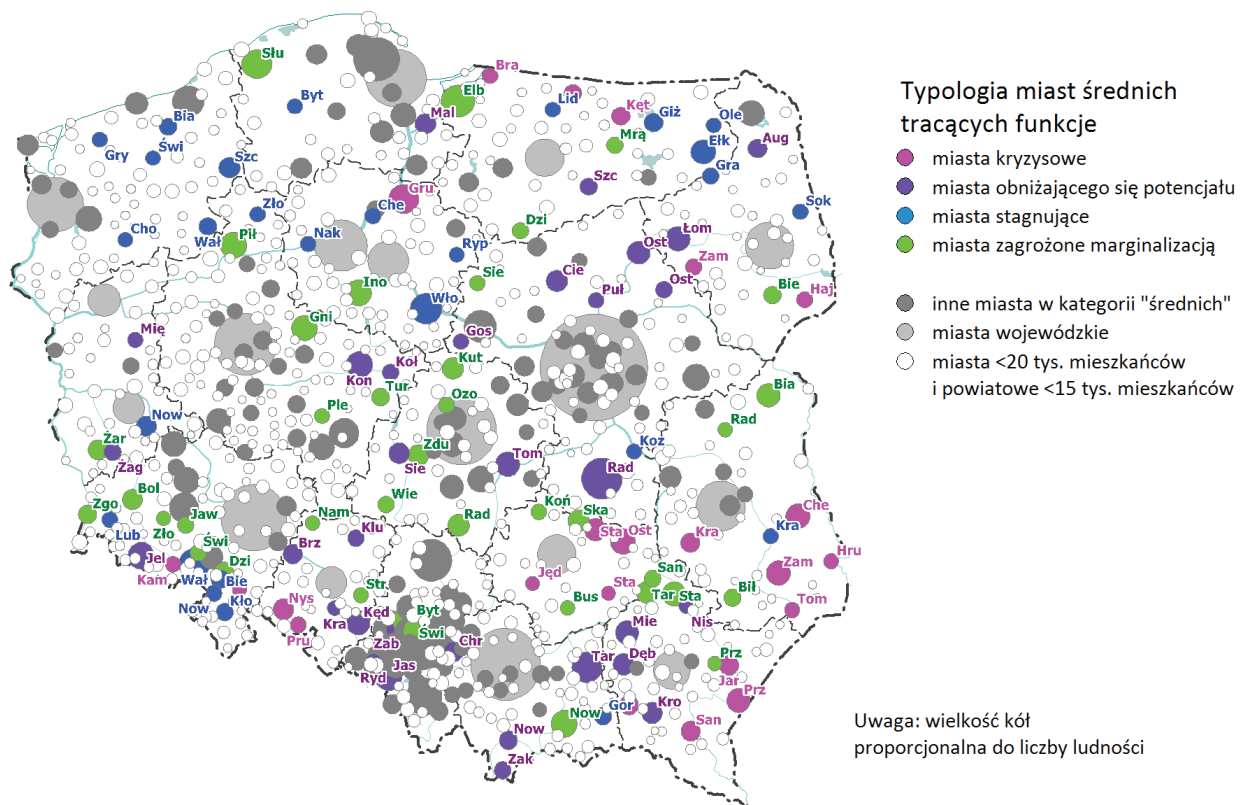 Typologia miast średnich
tracących funkcje
miasta kryzysowe
miasta obniżającego się potencjału
miasta stagnujące
miasta zagrożone marginalizacją
inne miasta w kategorii "średnich"
miasta wojewódzkie
miasta <20 tys. mieszkańców
i powiatowe <15 tys. mieszkańców
Uwaga: wielkość kół
proporcjonalna do liczby ludności
Słu
Bra
Elb
Byt
Lid
Kęt
Giż
Ole
Bia
Mal
Mrą
Ełk
Aug
Gry
Świ
Szc
Gra
Szc
Gru
Sok
Zło
Che
Dzi
Cho
Wał
Pił
Nak
Ryp
Ost
Łom
Zam
Ino
Sie
Cie
Ost
Bie
Haj
Wło
Puł
Mię
Gni
Gos
Kon
Koł
Kut
Tur
Bia
Ple
Ozo
Now
Rad
Żar
Żag
Zdu
Sie
Tom
Koz
Rad
Bol
Wie
Zgo
Zło
Jaw
Nam
Rad
Koń
Ska
Che
Lub
Świ
Klu
Sta
Ost
Kra
Kra
Jel
Brz
Kam
Dzi
Hru
Wał
Bie
Jęd
Sta
San
Zam
Now
Kło
Str
Bus
Tar
Sta
Bił
Tom
Nys
Kęd
Byt
Nis
Pru
Kra
Świ
Mie
Zab
Chr
Jas
Tar
Dęb
Prz
Jar
Ryd
Prz
Now
Gór
Kro
San
Now
Zak